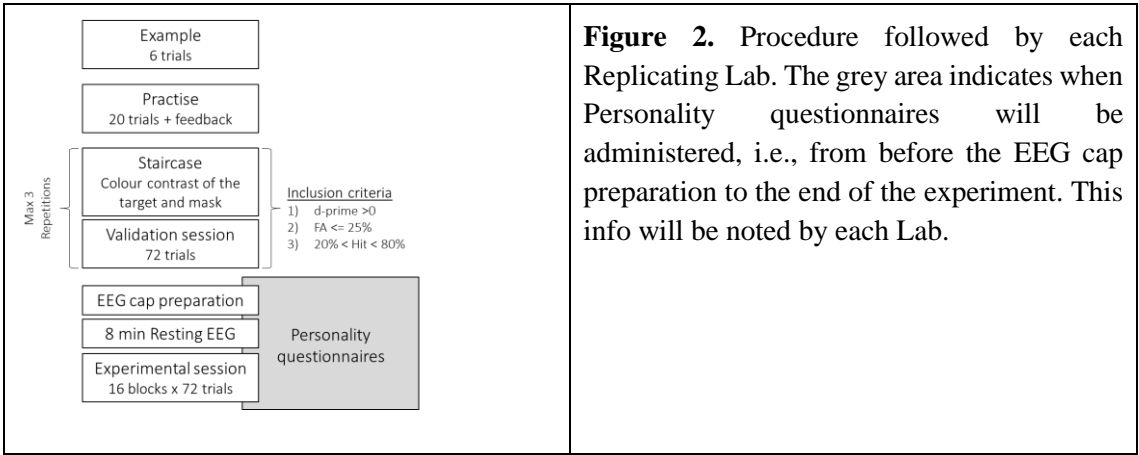 Example
6 trials
Practise
20 trials + feedback
Max 3
Repetitions
Staircase
Colour contrast of the
target and mask
Validation session
72 trials
Inclusion criteria
1) d-prime >0
2) FA <= 25%
3) 20% < Hit < 80%
EEG cap preparation
8 min Resting EEG
Experimental session
16 blocks x 72 trials
Personality
questionnaires
Figure 2. Procedure followed by each
Replicating Lab. The grey area indicates when
Personality questionnaires will be
administered, i.e., from before the EEG cap
preparation to the end of the experiment. This
info will be noted by each Lab.